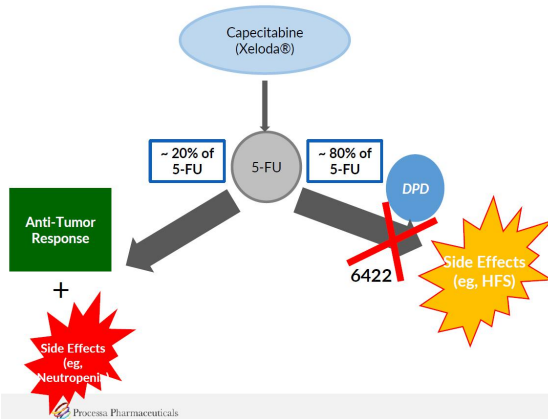 Capecitabine
(Xeloda®)
~ 20% of
5-FU
5-FU
~ 80% of
5-FU
DPD
Anti-Tumor
Response
+
6422
Side Effects
(eg, HFS)
Side Effects
(eg,
Neutropenia)
Processa Pharmaceuticals